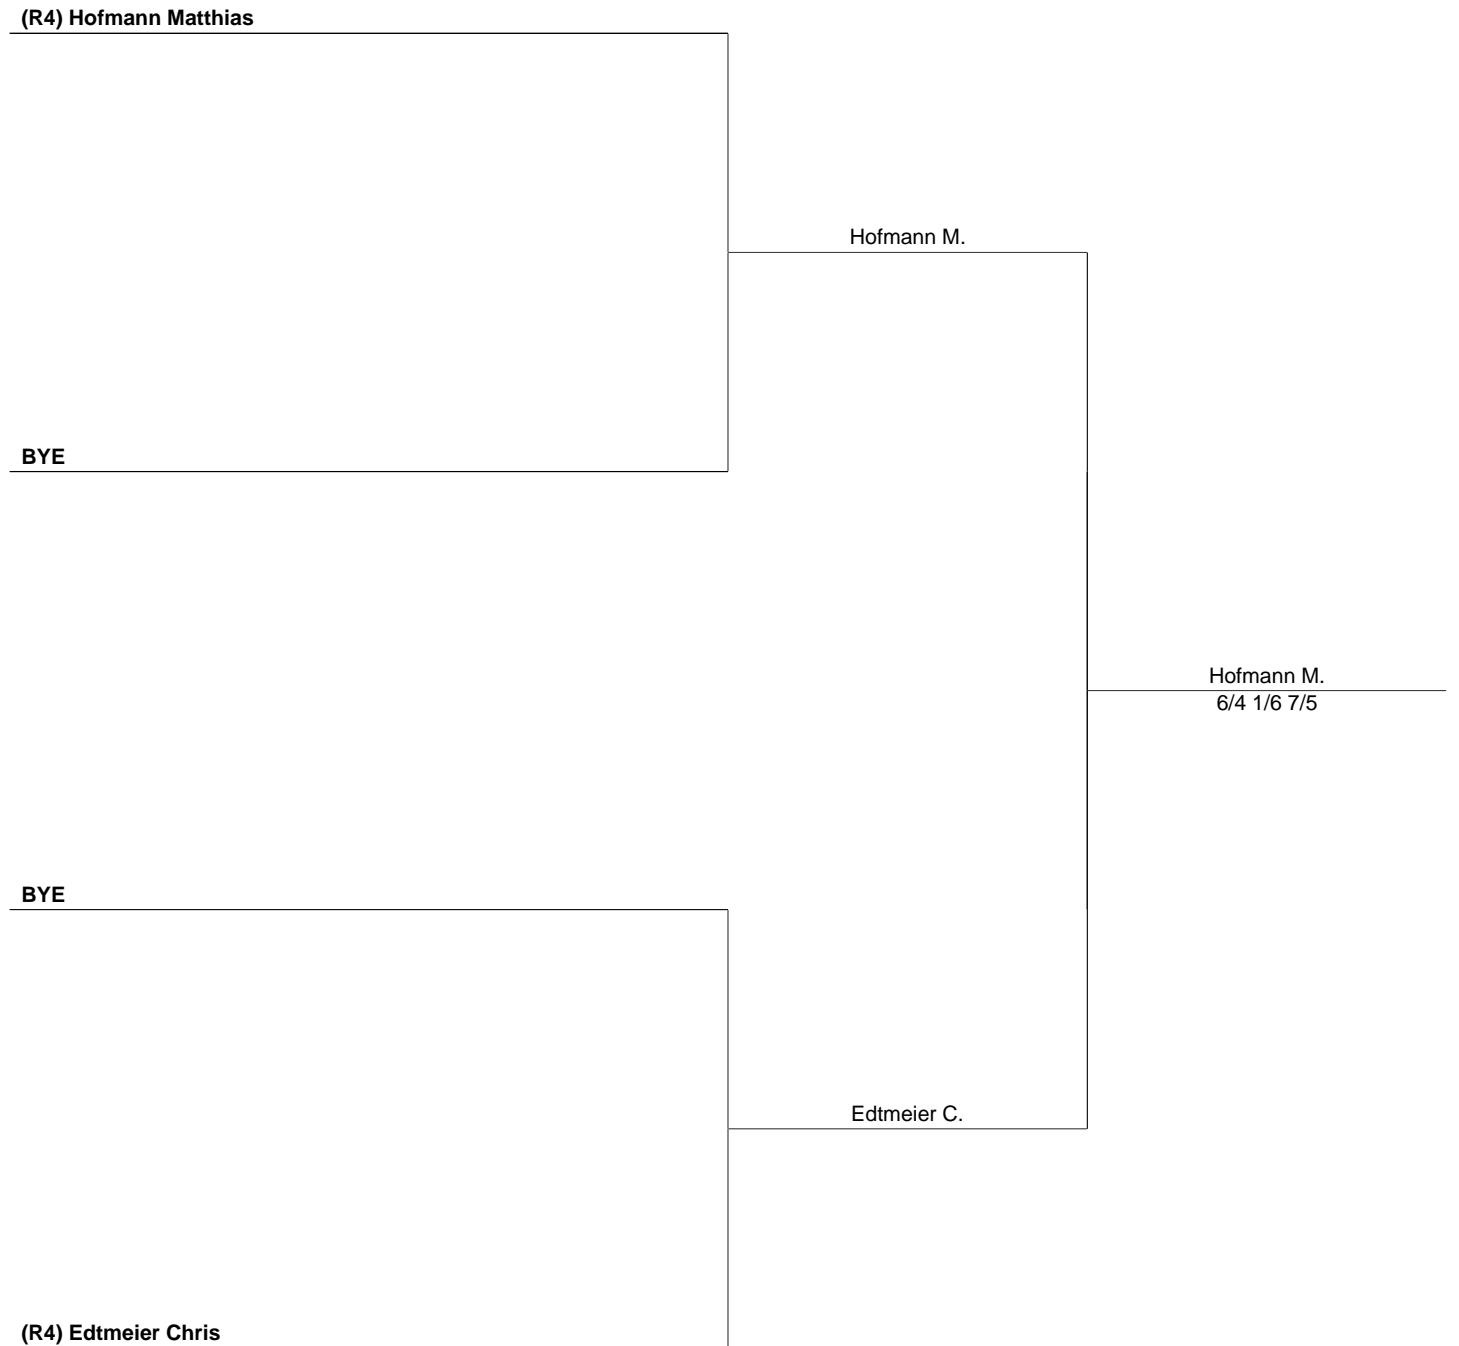 (R4) Hofmann Matthias
Hofmann M.
BYE
Hofmann M.
6/4 1/6 7/5
BYE
Edtmeier C.
(R4) Edtmeier Chris